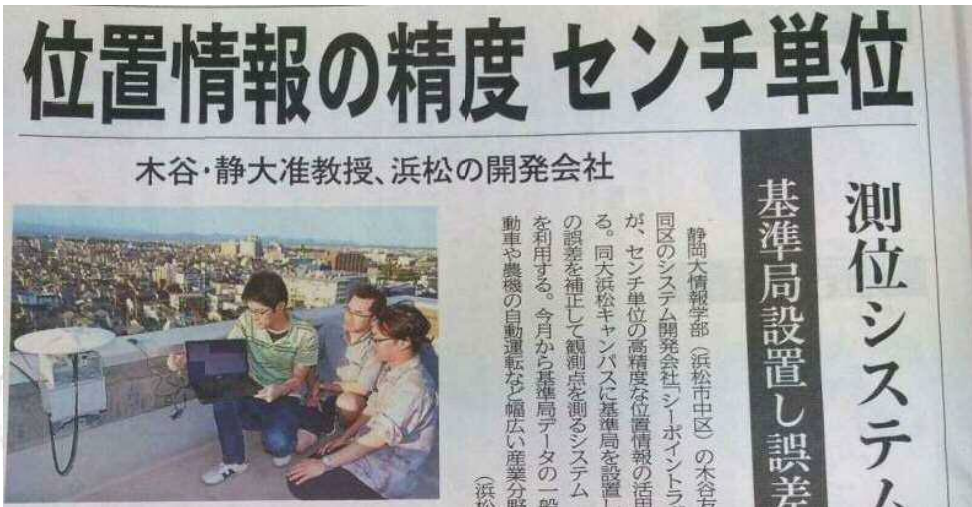 位置情報の精度 センチ単位
木谷・静大准教授、浜松の開発会社
測位システム
基準局設置し誤差
静岡大情報学部（浜松市中区）の木谷友
同区のシステム開発会社「シーポイントラ
が、センチ単位の高精度な位置情報の活用
る。同大浜松キャンパスに基準局を設置し
の誤差を補正して観測点を測るシステム
を利用する。今月から基準局データの一般
動車や農機の自動運転など幅広い産業分野
（浜松